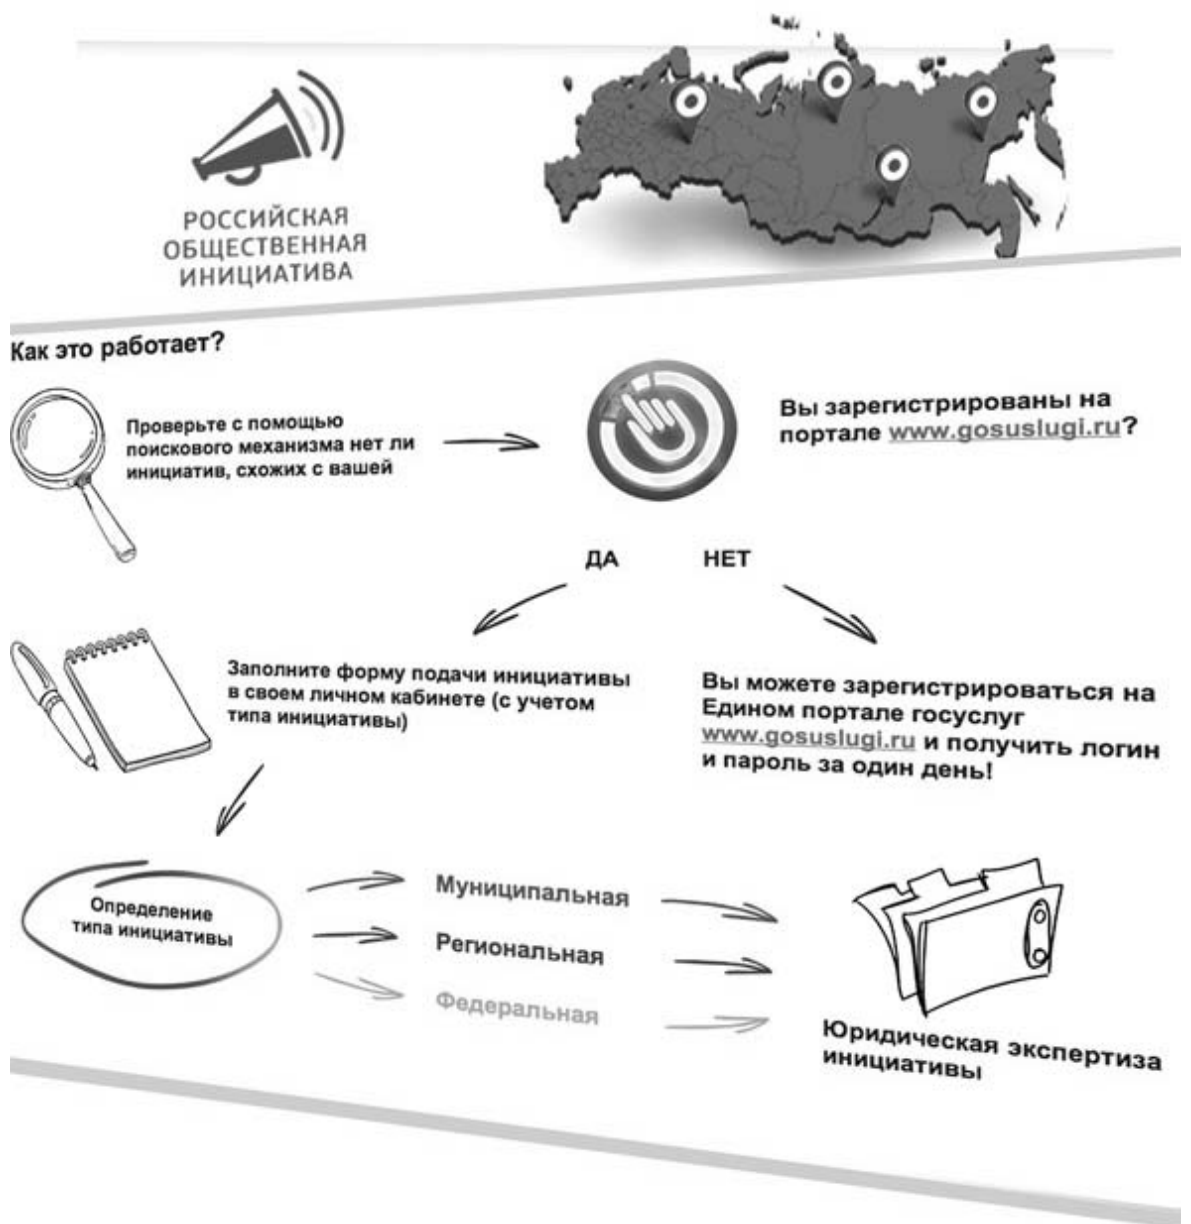 РОССИЙСКАЯ
ОБЩЕСТВЕННАЯ
ИНИЦИАТИВА
Как это работает?
Проверьте с помощью
поискового механизма нет ли
инициатив, схожих с вашей
Вы зарегистрированы на
портале www.gosuslugi.ru?
ДА
НЕТ
Заполните форму подачи инициативы
в своем личном кабинете (с учетом
типа инициативы)
Вы можете зарегистрироваться на
Едином портале госуслуг
www.gosuslugi.ru и получить логин
и пароль за один день!
Определение
типа инициативы
Муниципальная
Региональная
Федеральная
Юридическая экспертиза
инициативы